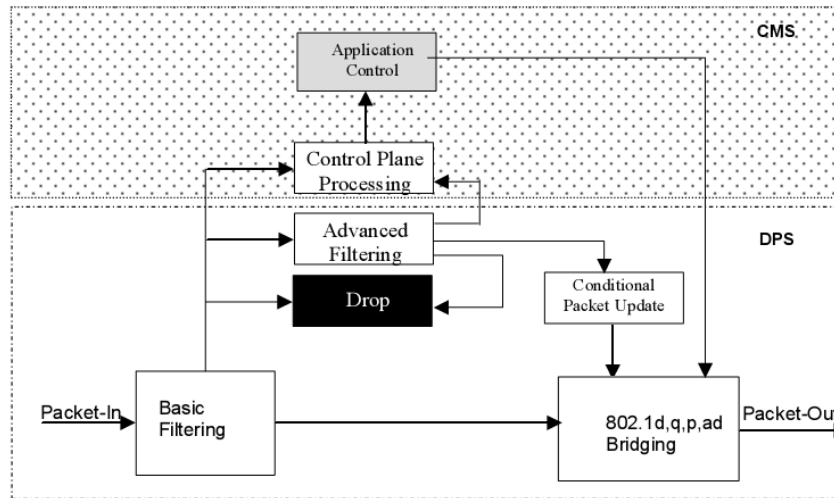 CMS
Application
Control
Control Plane
Processing
Advanced
Filtering
DPS
Drop
Conditional
Packet Update
Packet-In
Basic
Filtering
802.1d,q,p,ad
Bridging
Packet-Out